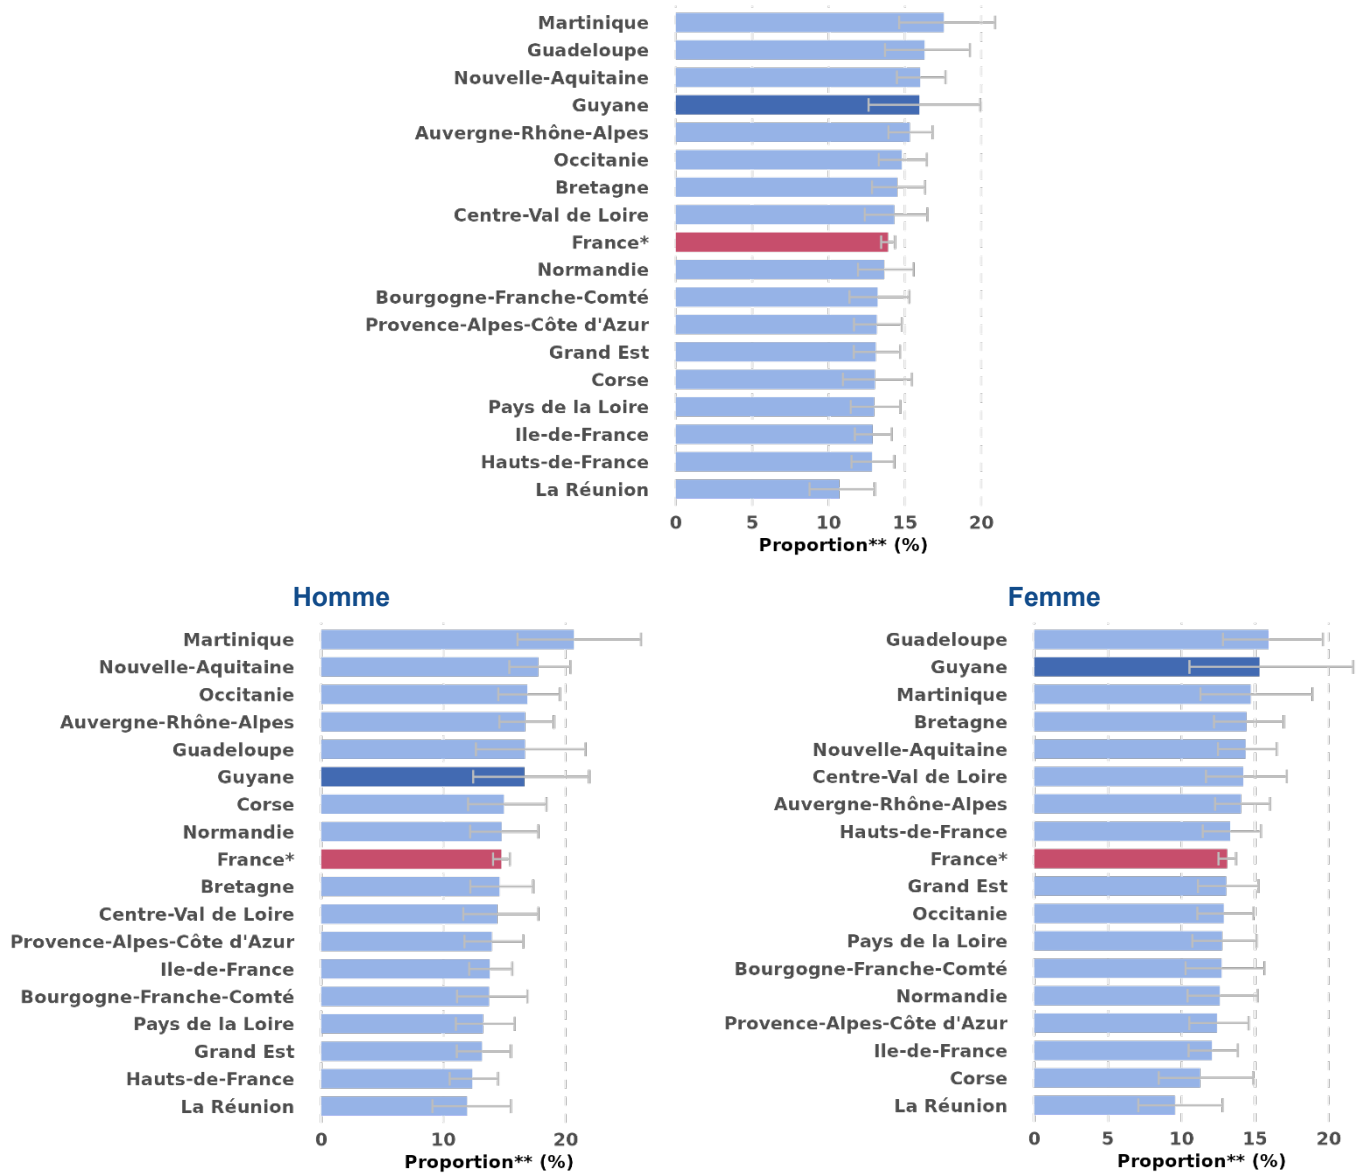 Martinique
Guadeloupe
Nouvelle-Aquitaine
Guyane
Auvergne-Rhône-Alpes
Occitanie
Bretagne
Centre-Val de Loire
France*
Normandie
Bourgogne-Franche-Comté
Provence-Alpes-Côte d'Azur
Grand Est
Corse
Pays de la Loire
Ile-de-France
Hauts-de-France
La Réunion
0 5 10 15 20
Proportion** (%)
Homme
Martinique
Nouvelle-Aquitaine
Occitanie
Auvergne-Rhône-Alpes
Guadeloupe
Guyane
Corse
Normandie
France*
Bretagne
Centre-Val de Loire
Provence-Alpes-Côte d'Azur
Ile-de-France
Bourgogne-Franche-Comté
Pays de la Loire
Grand Est
Hauts-de-France
La Réunion
0 10 20
Proportion** (%)
Femme
Guadeloupe
Guyane
Martinique
Bretagne
Nouvelle-Aquitaine
Centre-Val de Loire
Auvergne-Rhône-Alpes
Hauts-de-France
France*
Grand Est
Occitanie
Pays de la Loire
Bourgogne-Franche-Comté
Normandie
Provence-Alpes-Côte d'Azur
Ile-de-France
Corse
La Réunion
0 5 10 15 20
Proportion** (%)